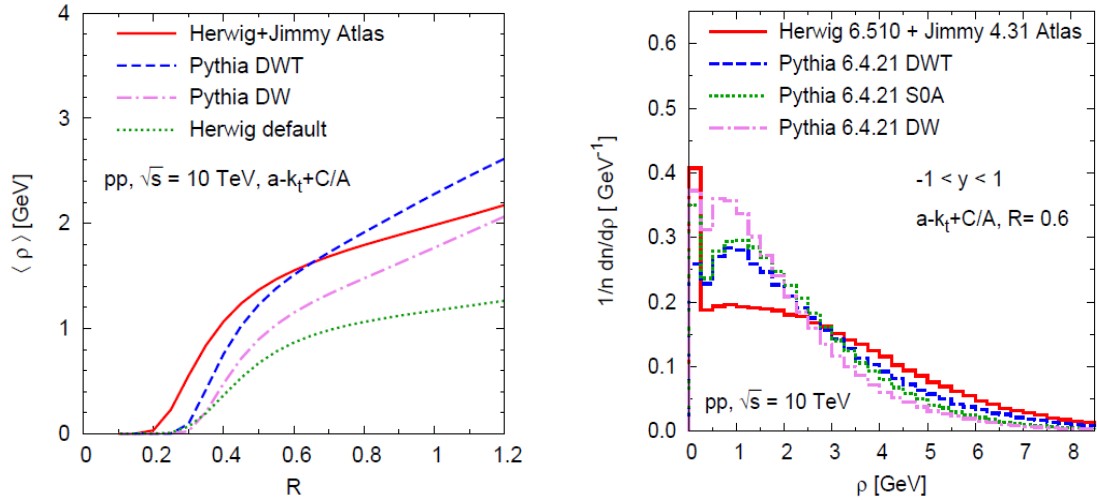 4
3
2
1
0
⟨ ρ ⟩ [GeV]
Herwig+Jimmy Atlas
Pythia DWT
Pythia DW
Herwig default
pp, √s = 10 TeV, a-kt+C/A
0 0.2 0.4 0.6 0.8 1.0 1.2
R
0.6
0.5
0.4
0.3
0.2
0.1
0.0
1/n dn/dρ [ GeV⁻¹]
Herwig 6.510 + Jimmy 4.31 Atlas
Pythia 6.4.21 DWT
Pythia 6.4.21 S0A
Pythia 6.4.21 DW
-1 < y < 1
a-kt+C/A, R= 0.6
pp, √s = 10 TeV
0 1 2 3 4 5 6 7 8
ρ [GeV]